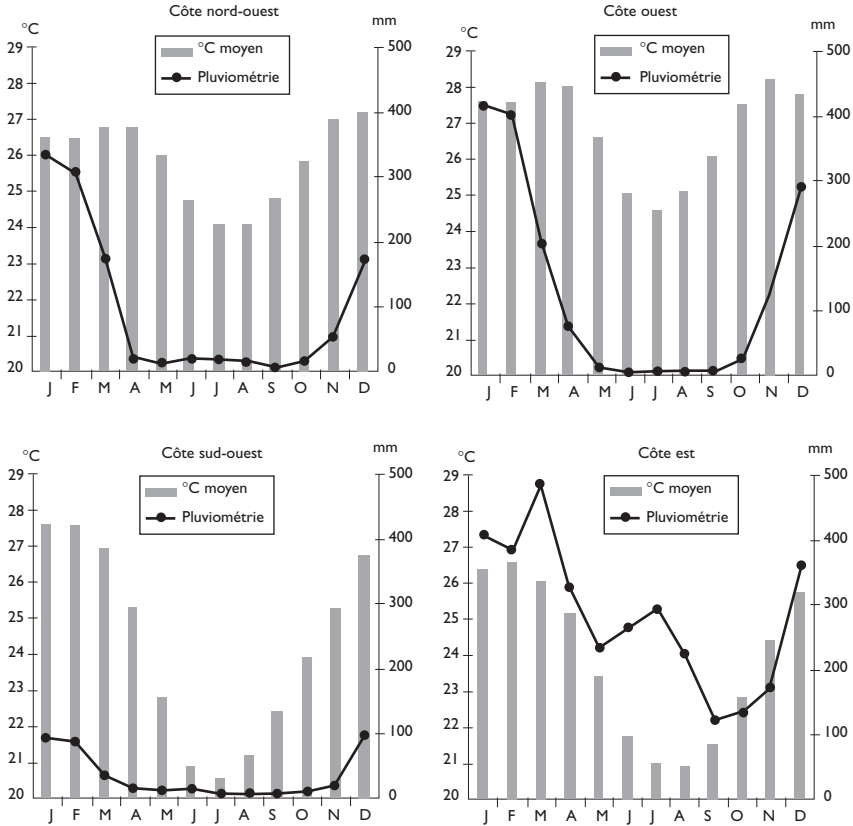 Côte nord-ouest
°C
mm
29
28
27
26
25
24
23
22
21
20
500
400
300
200
100
0
°C moyen
Pluviométrie
J F M A M J J A S O N D
Côte ouest
°C
mm
29
28
27
26
25
24
23
22
21
20
500
400
300
200
100
0
°C moyen
Pluviométrie
J F M A M J J A S O N D
Côte sud-ouest
°C
mm
29
28
27
26
25
24
23
22
21
20
500
400
300
200
100
0
°C moyen
Pluviométrie
J F M A M J J A S O N D
Côte est
°C
mm
29
28
27
26
25
24
23
22
21
20
500
400
300
200
100
0
°C moyen
Pluviométrie
J F M A M J J A S O N D